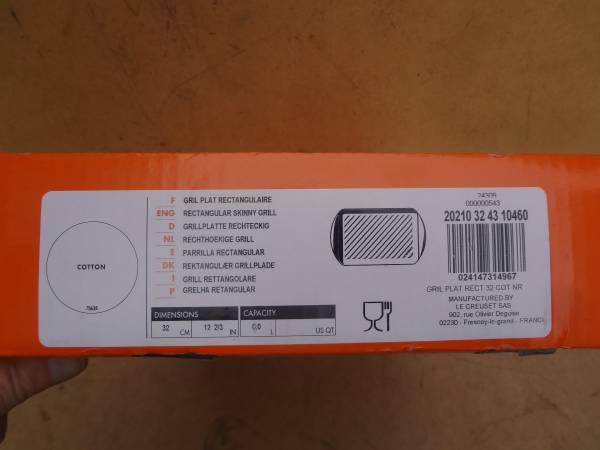 COTTON
F GRIL PLAT RECTANGULAIRE
ENG RECTANGULAR SKINNY GRILL
D GRILLPLATTE RECHTECKIG
NL RECHTHOEKIGE GRILL
E PARRILLA RECTANGULAR
DK REKTANGULÆR GRILLPLADE
I GRILL RETTANGOLARE
P GRELHA RETANGULAR
DIMENSIONS
32 CM 12 2/3 IN
CAPACITY
0,0 L US QT
24309
000000543
20210 32 43 10460
024147314967
GRIL PLAT RECT 32 COT NR
MANUFACTURED BY
LE CREUSET SAS
902, rue Olivier Deguise
02230 - Fresnoy-le-grand - FRANCE